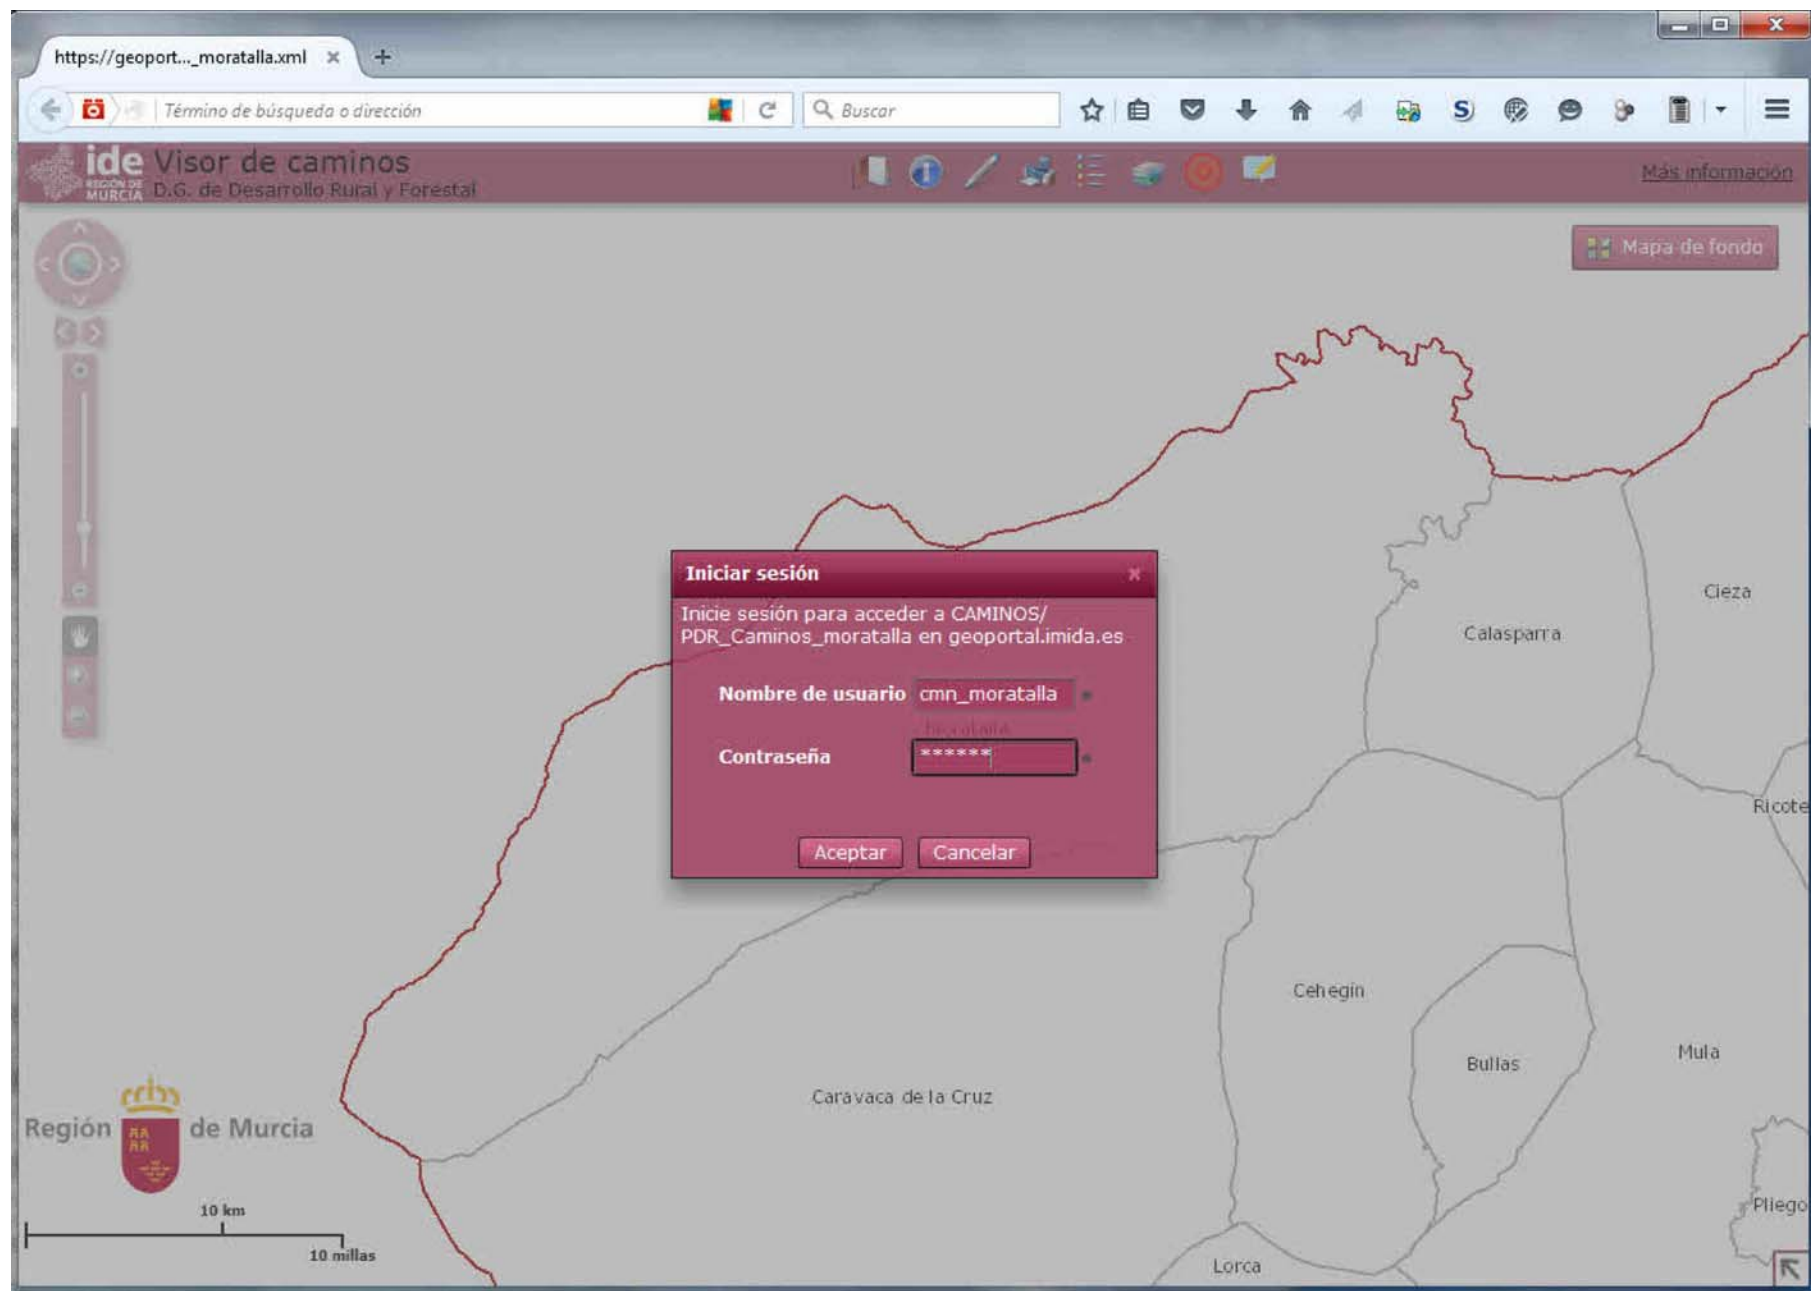 https://geoport..._moratalla.xml
Término de búsqueda o dirección
Buscar
ide
REGIÓN DE
MURCIA
Visor de caminos
D.G. de Desarrollo Rural y Forestal
Más información
Mapa de fondo
Iniciar sesión
Inicie sesión para acceder a CAMINOS/
PDR_Caminos_moratalla en geoportal.imida.es
Nombre de usuario cmn_moratalla
Contraseña ******
Aceptar Cancelar
Cieza
Calasparra
Ricote
Cehegín
Bullas
Mula
Caravaca de la Cruz
Región de Murcia
Pliego
10 km
10 millas
Lorca